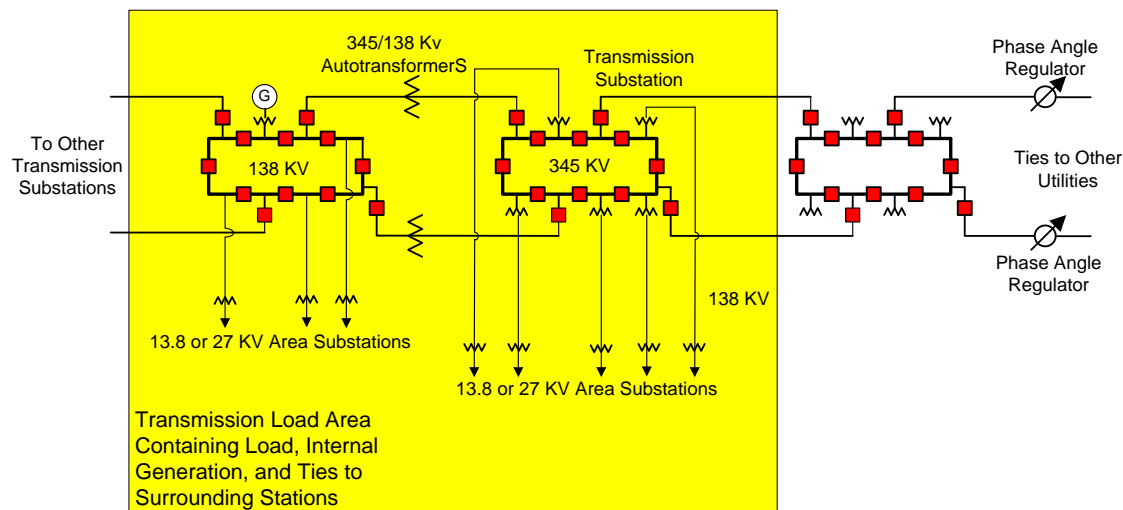 345/138 Kv
AutotransformerS
Transmission
Substation
Phase Angle
Regulator
G
To Other
Transmission
Substations
138 KV
345 KV
Ties to Other
Utilities
Phase Angle
Regulator
138 KV
13.8 or 27 KV Area Substations
13.8 or 27 KV Area Substations
Transmission Load Area
Containing Load, Internal
Generation, and Ties to
Surrounding Stations